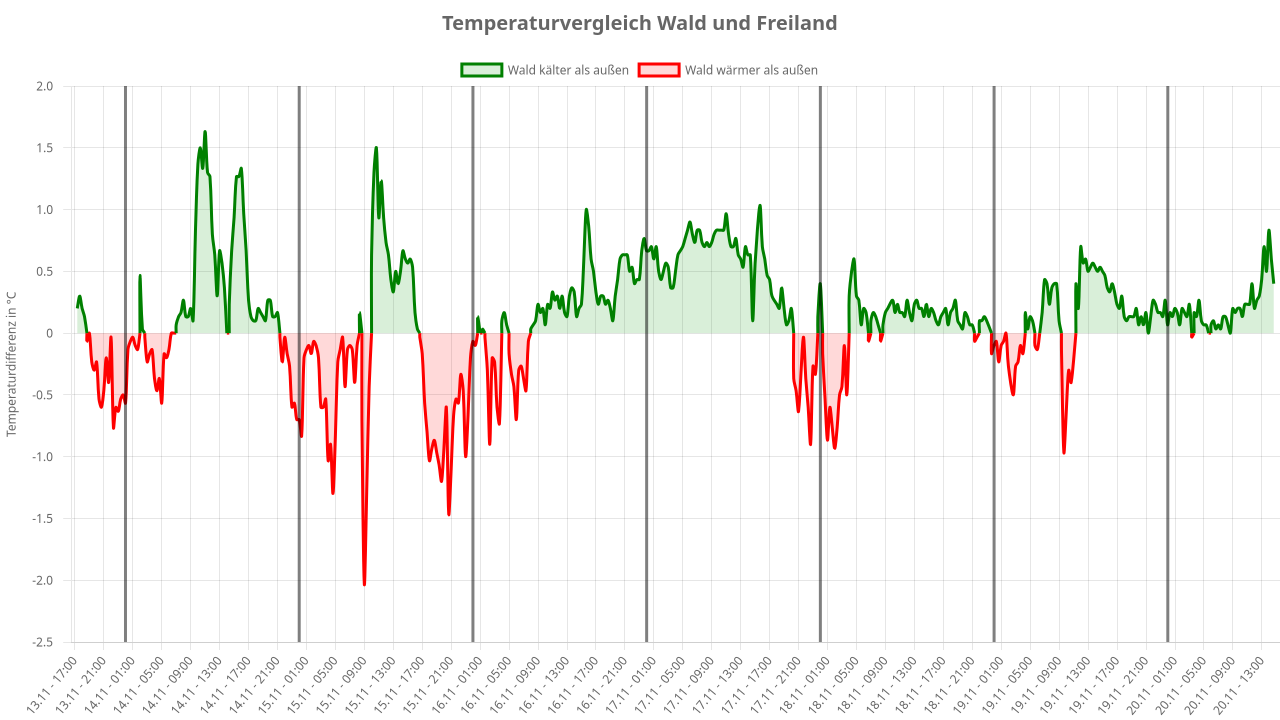 Temperaturvergleich Wald und Freiland
Wald kälter als außen
Wald wärmer als außen
Temperaturdifferenz in °C
2.0
1.5
1.0
0.5
0
-0.5
-1.0
-1.5
-2.0
-2.5
13.11 - 17:00
13.11 - 21:00
14.11 - 01:00
14.11 - 05:00
14.11 - 09:00
14.11 - 13:00
14.11 - 17:00
14.11 - 21:00
15.11 - 01:00
15.11 - 05:00
15.11 - 09:00
15.11 - 13:00
15.11 - 17:00
15.11 - 21:00
16.11 - 01:00
16.11 - 05:00
16.11 - 09:00
16.11 - 13:00
16.11 - 17:00
16.11 - 21:00
17.11 - 01:00
17.11 - 05:00
17.11 - 09:00
17.11 - 13:00
17.11 - 17:00
17.11 - 21:00
18.11 - 01:00
18.11 - 05:00
18.11 - 09:00
18.11 - 13:00
18.11 - 17:00
18.11 - 21:00
19.11 - 01:00
19.11 - 05:00
19.11 - 09:00
19.11 - 13:00
19.11 - 17:00
19.11 - 21:00
20.11 - 01:00
20.11 - 05:00
20.11 - 09:00
20.11 - 13:00